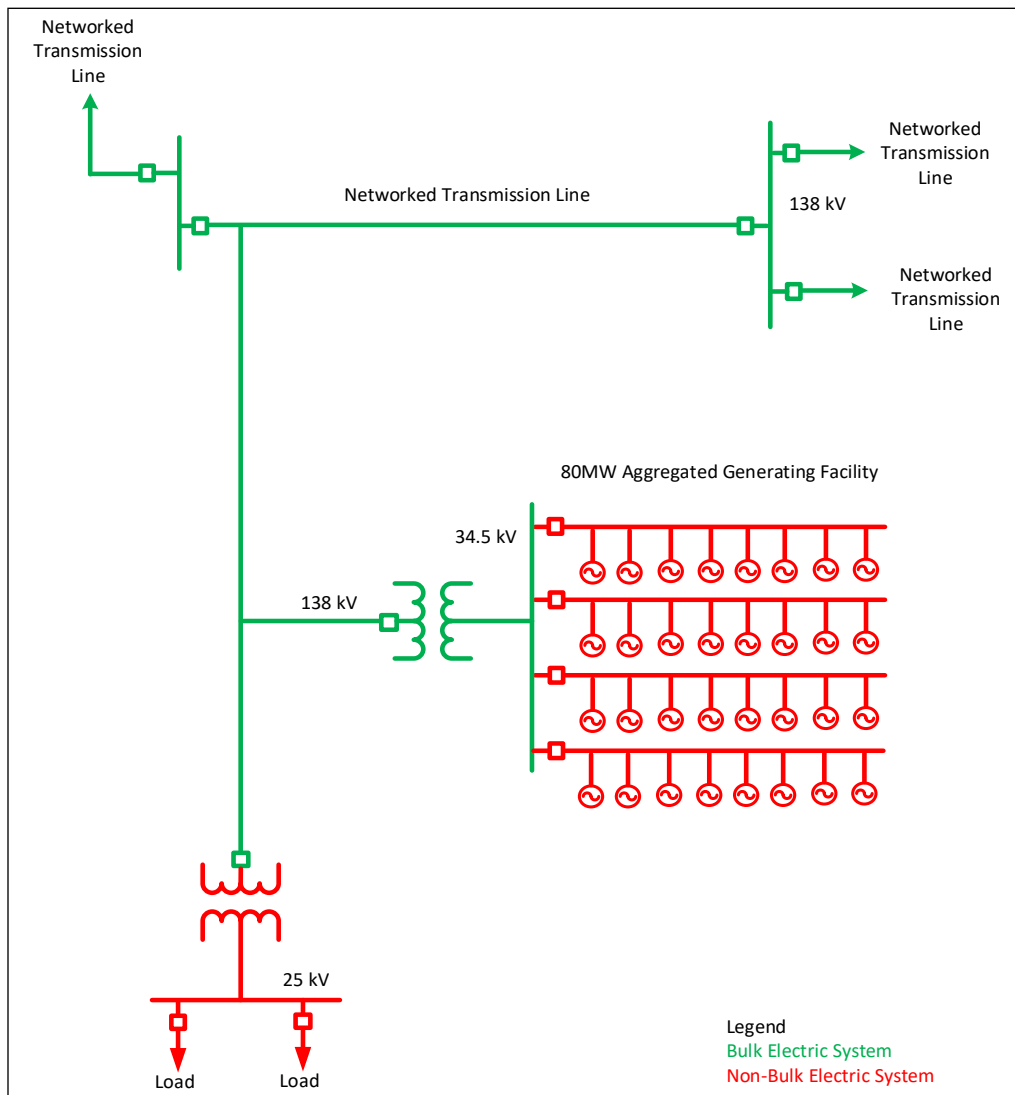 Networked
Transmission
Line
Networked Transmission Line
Networked
Transmission
Line
138 kV
Networked
Transmission
Line
80MW Aggregated Generating Facility
34.5 kV
138 kV
25 kV
Load
Load
Legend
Bulk Electric System
Non-Bulk Electric System